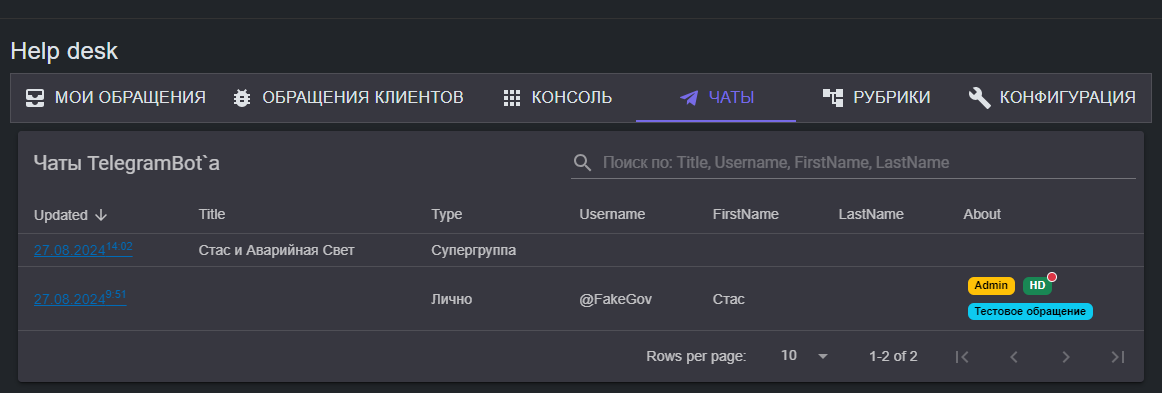 Help desk
МОИ ОБРАЩЕНИЯ ОБРАЩЕНИЯ КЛИЕНТОВ КОНСОЛЬ ЧАТЫ РУБРИКИ КОНФИГУРАЦИЯ
Чаты TelegramBot`а Поиск по: Title, Username, FirstName, LastName
Updated Title Type Username FirstName LastName About
27.08.2024 14:02 Стас и Аварийная Свет Супергруппа
27.08.2024 9:51 Лично @FakeGov Стас Admin HD
Тестовое обращение
Rows per page: 10 1-2 of 2